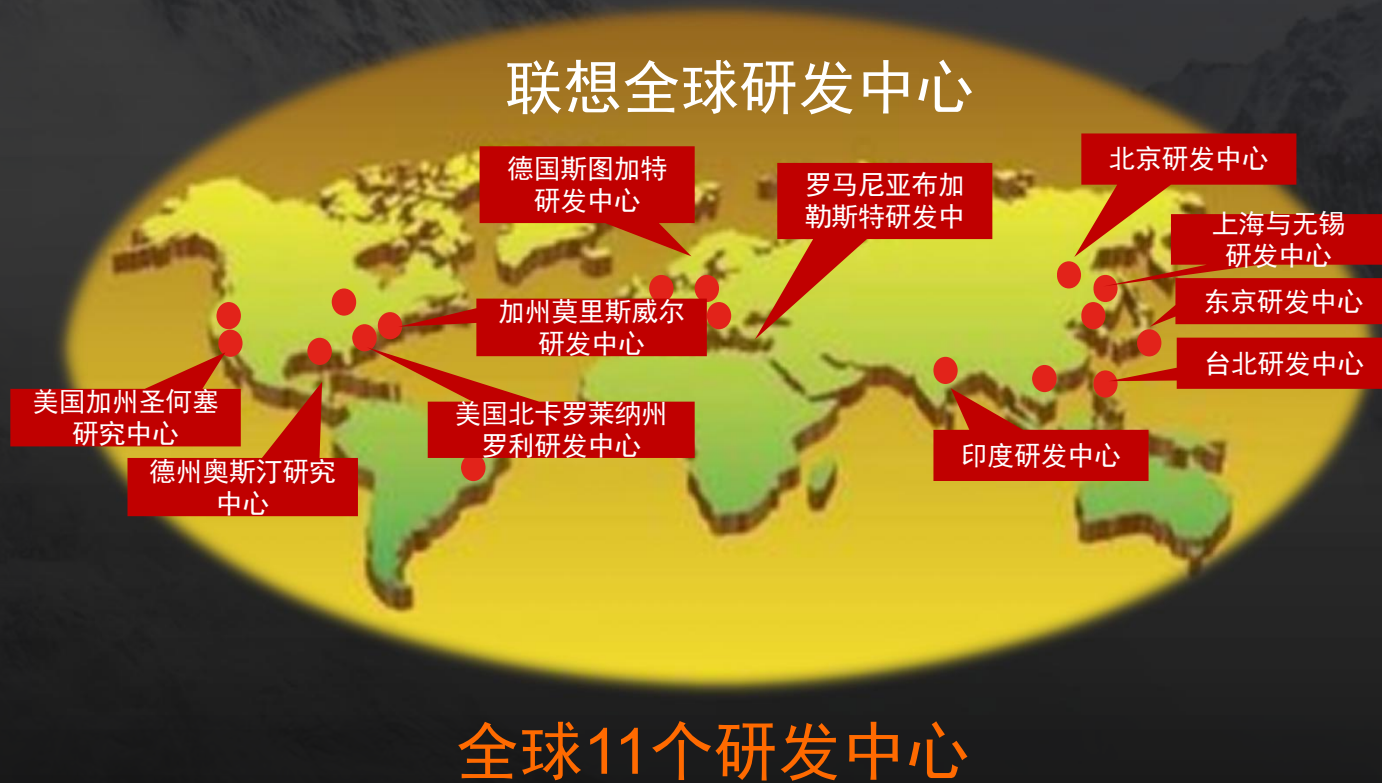 联想全球研发中心
德国斯图加特
研发中心
罗马尼亚布加
勒斯特研发中
北京研发中心
上海与无锡
研发中心
加州莫里斯威尔
研发中心
东京研发中心
台北研发中心
美国加州圣何塞
研究中心
美国北卡罗莱纳州
罗利研发中心
德州奥斯汀研究
中心
印度研发中心
全球11个研发中心